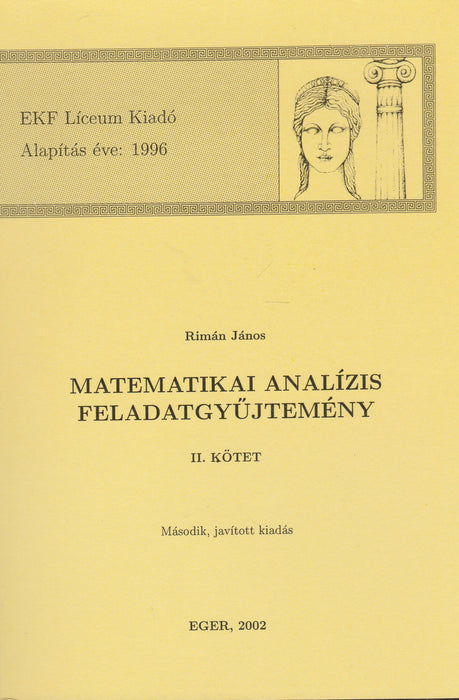 EKF Líceum Kiadó
Alapítás éve: 1996
Rimán János
MATEMATIKAI ANALÍZIS
FELADATGYŰJTEMÉNY
II. KÖTET
Második, javított kiadás
EGER, 2002